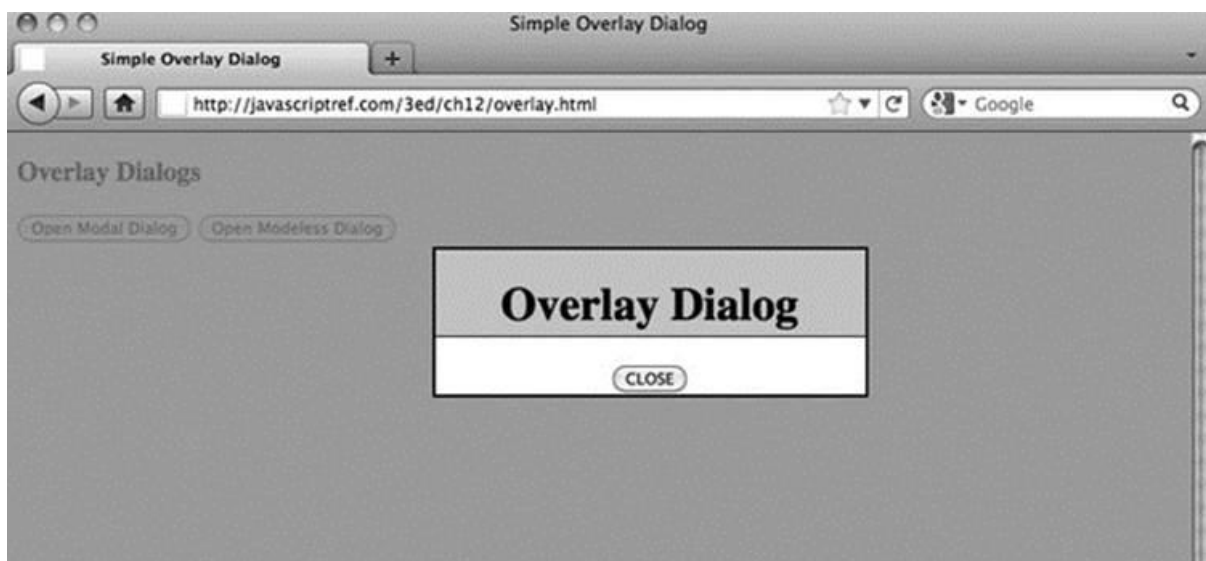 Simple Overlay Dialog
Simple Overlay Dialog +
http://javascriptref.com/3ed/ch12/overlay.html Google
Overlay Dialogs
Open Modal Dialog Open Modeless Dialog
Overlay Dialog
CLOSE